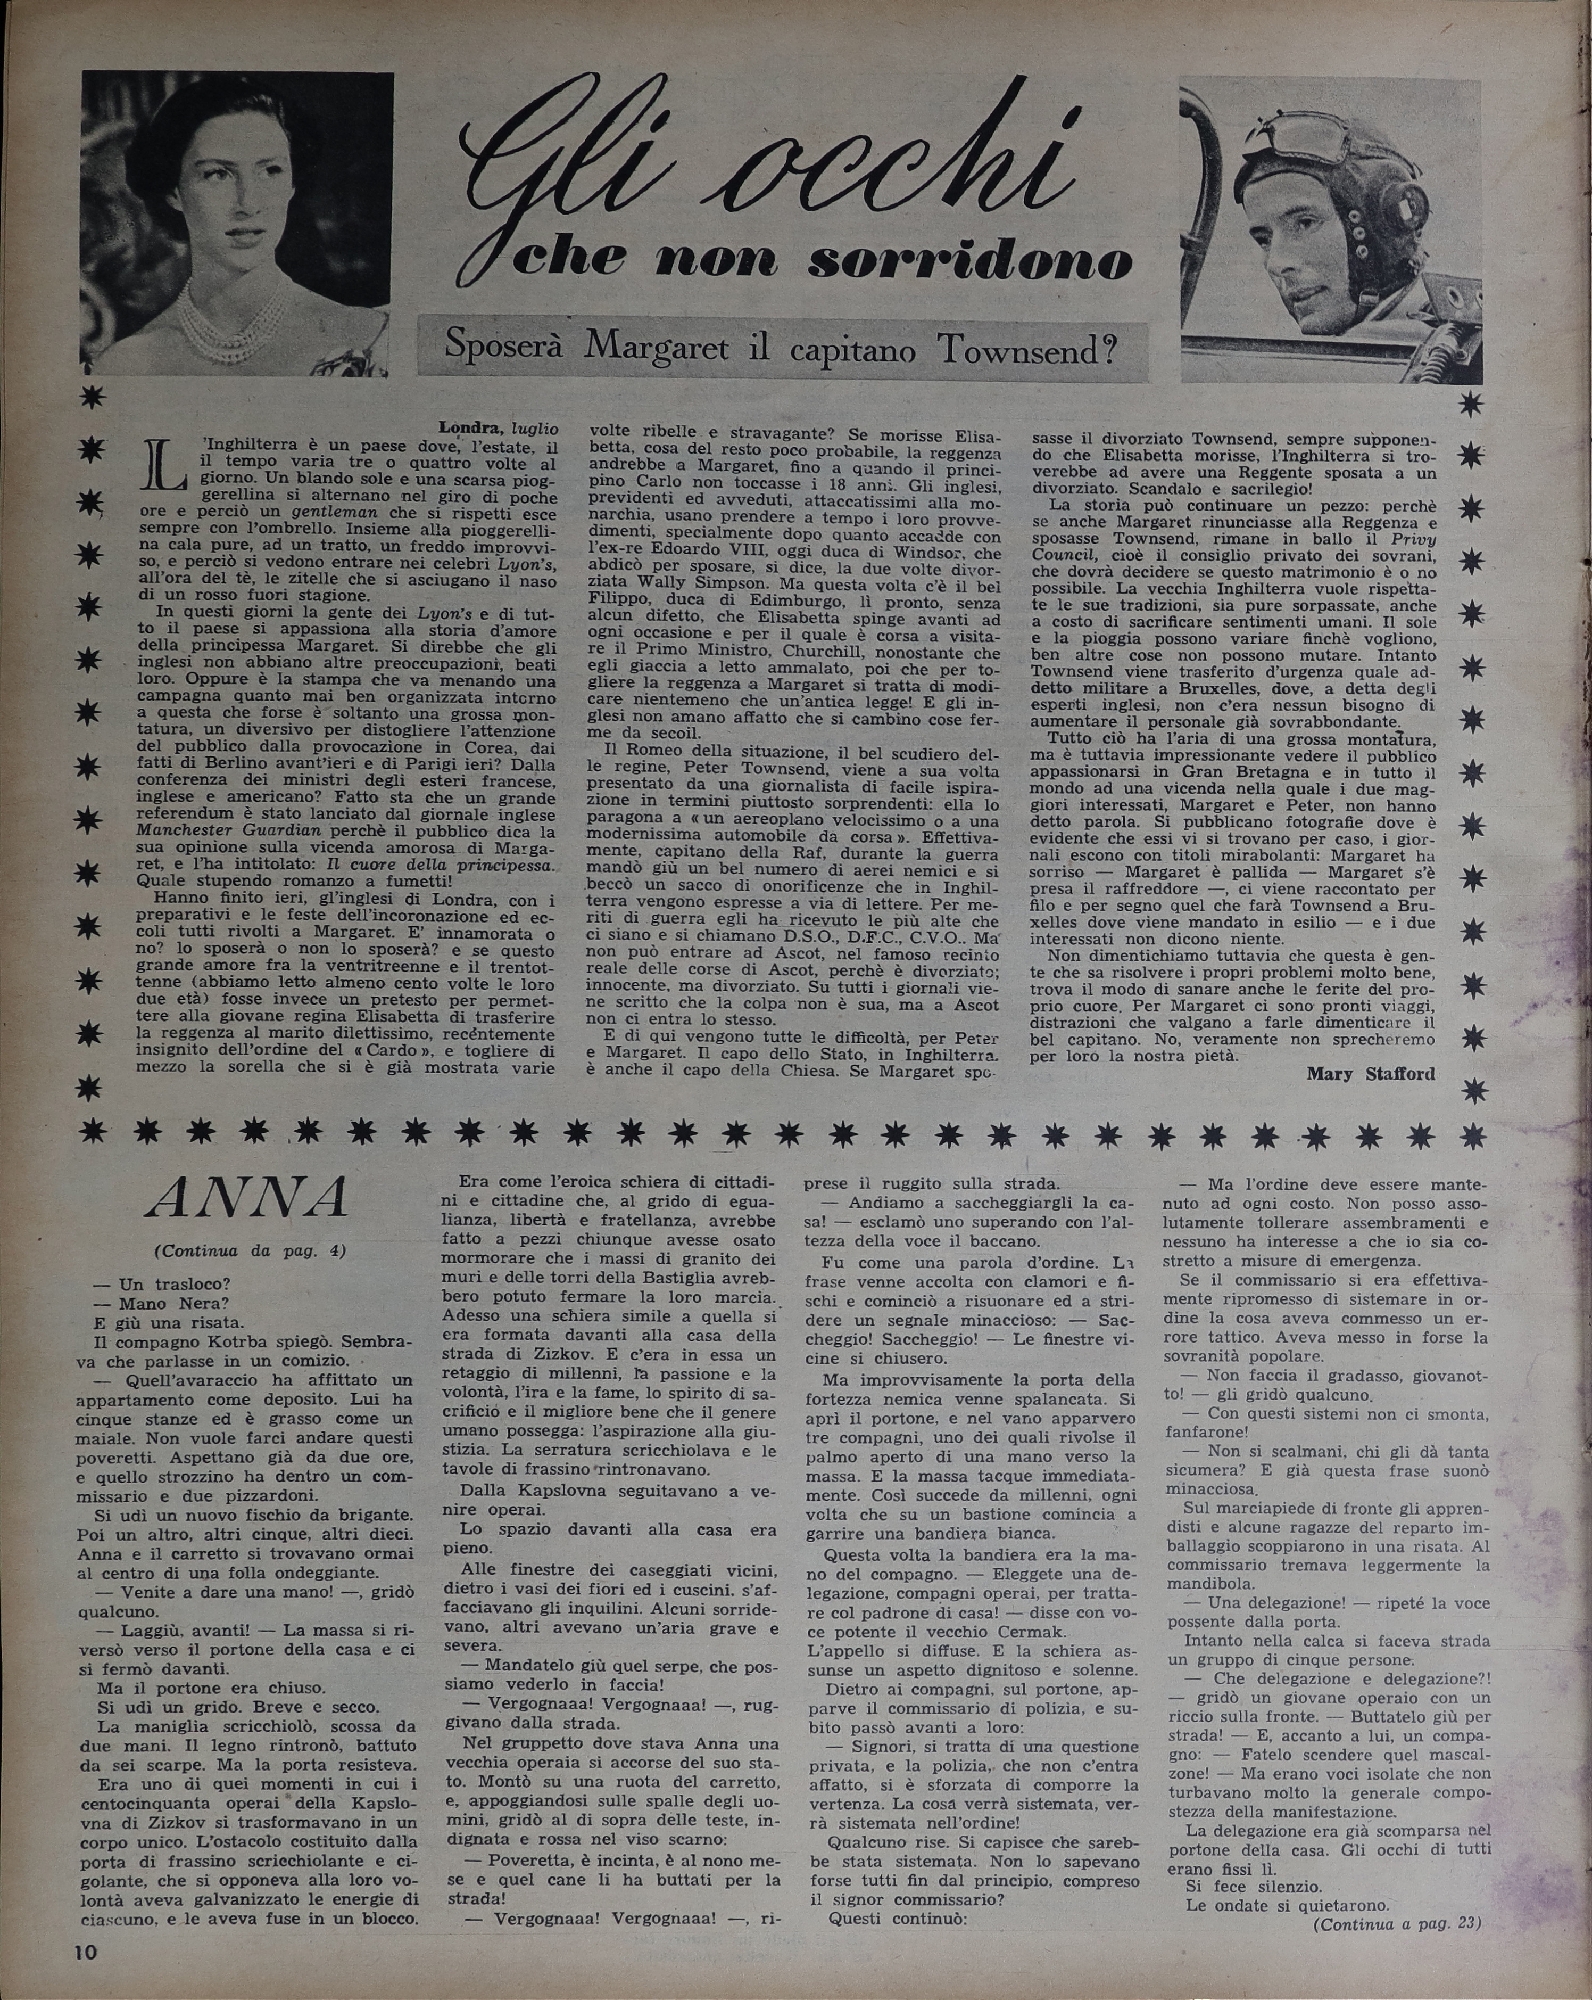 Gli occhi
che non sorridono
Sposerà Margaret il capitano Townsend?
Londra, luglio
L'Inghilterra è un paese dove, l'estate, il
il tempo varia tre o quattro volte al
giorno. Un blando sole e una scarsa piog-
gerellina si alternano nel giro di poche
ore e perciò un gentleman che si rispetti esce
sempre con l'ombrello. Insieme alla pioggerelli-
na cala pure, ad un tratto, un freddo improvvi-
so, e perciò si vedono entrare nei celebri Lyon's,
all'ora del tè, le zitelle che si asciugano il naso
di un rosso fuori stagione.
In questi giorni la gente dei Lyon's e di tut-
to il paese si appassiona alla storia d'amore
della principessa Margaret. Si direbbe che gli
inglesi non abbiano altre preoccupazioni, beati
loro. Oppure è la stampa che va menando una
campagna quanto mai ben organizzata intorno
a questa che forse è soltanto una grossa mon-
tatura, un diversivo per distogliere l'attenzione
del pubblico dalla provocazione in Corea, dai
fatti di Berlino avant'ieri e di Parigi ieri? Dalla
conferenza dei ministri degli esteri francese,
inglese e americano? Fatto sta che un grande
referendum è stato lanciato dal giornale inglese
Manchester Guardian perchè il pubblico dica la
sua opinione sulla vicenda amorosa di Marga-
ret, e l'ha intitolato: Il cuore della principessa.
Quale stupendo romanzo a fumetti!
Hanno finito ieri, gl'inglesi di Londra, con i
preparativi e le feste dell'incoronazione ed ec-
coli tutti rivolti a Margaret. E' innamorata o
no? lo sposerà o non lo sposerà? e se questo
grande amore fra la ventritreenne e il trentot-
tenne (abbiamo letto almeno cento volte le loro
due età) fosse invece un pretesto per permet-
tere alla giovane regina Elisabetta di trasferire
la reggenza al marito dilettissimo, recentemente
insignito dell'ordine del « Cardo », e togliere di
mezzo la sorella che si è già mostrata varie
volte ribelle e stravagante? Se morisse Elisa-
betta, cosa del resto poco probabile, la reggenza
andrebbe a Margaret, fino a quando il princi-
pino Carlo non toccasse i 18 anni. Gli inglesi,
previdenti ed avveduti, attaccatissimi alla mo-
narchia, usano prendere a tempo i loro provve-
dimenti, specialmente dopo quanto accadde con
l'ex-re Edoardo VIII, oggi duca di Windsor, che
abdicò per sposare, si dice, la due volte divor-
ziata Wally Simpson. Ma questa volta c'è il bel
Filippo, duca di Edimburgo, lì pronto, senza
alcun difetto, che Elisabetta spinge avanti ad
ogni occasione e per il quale è corsa a visita-
re il Primo Ministro, Churchill, nonostante che
egli giaccia a letto ammalato, poi che per to-
gliere la reggenza a Margaret si tratta di modi-
care nientemeno che un'antica legge! E gli in-
glesi non amano affatto che si cambino cose fer-
me da secoil.
Il Romeo della situazione, il bel scudiero del-
le regine, Peter Townsend, viene a sua volta
presentato da una giornalista di facile ispira-
zione in termini piuttosto sorprendenti: ella lo
paragona a « un aereoplano velocissimo o a una
modernissima automobile da corsa ». Effettiva-
mente, capitano della Raf, durante la guerra
mandò giù un bel numero di aerei nemici e si
beccò un sacco di onorificenze che in Inghil-
terra vengono espresse a via di lettere. Per me-
riti di guerra egli ha ricevuto le più alte che
ci siano e si chiamano D.S.O., D.F.C., C.V.O.. Ma
non può entrare ad Ascot, nel famoso recinto
reale delle corse di Ascot, perchè è divorziato;
innocente, ma divorziato. Su tutti i giornali vie-
ne scritto che la colpa non è sua, ma a Ascot
non ci entra lo stesso.
E di qui vengono tutte le difficoltà, per Peter
e Margaret. Il capo dello Stato, in Inghilterra,
è anche il capo della Chiesa. Se Margaret spo-
sasse il divorziato Townsend, sempre supponen-
do che Elisabetta morisse, l'Inghilterra si tro-
verebbe ad avere una Reggente sposata a un
divorziato. Scandalo e sacrilegio!
La storia può continuare un pezzo: perchè
se anche Margaret rinunciasse alla Reggenza e
sposasse Townsend, rimane in ballo il Privy
Council, cioè il consiglio privato dei sovrani,
che dovrà decidere se questo matrimonio è o no
possibile. La vecchia Inghilterra vuole rispetta-
te le sue tradizioni, sia pure sorpassate, anche
a costo di sacrificare sentimenti umani. Il sole
e la pioggia possono variare finchè vogliono,
ben altre cose non possono mutare. Intanto
Townsend viene trasferito d'urgenza quale ad-
detto militare a Bruxelles, dove, a detta degli
esperti inglesi, non c'era nessun bisogno di
aumentare il personale già sovrabbondante.
Tutto ciò ha l'aria di una grossa montatura,
ma è tuttavia impressionante vedere il pubblico
appassionarsi in Gran Bretagna e in tutto il
mondo ad una vicenda nella quale i due mag-
giori interessati, Margaret e Peter, non hanno
detto parola. Si pubblicano fotografie dove è
evidente che essi vi si trovano per caso, i gior-
nali escono con titoli mirabolanti: Margaret ha
sorriso — Margaret è pallida — Margaret s'è
presa il raffreddore —, ci viene raccontato per
filo e per segno quel che farà Townsend a Bru-
xelles dove viene mandato in esilio — e i due
interessati non dicono niente.
Non dimentichiamo tuttavia che questa è gen-
te che sa risolvere i propri problemi molto bene,
trova il modo di sanare anche le ferite del pro-
prio cuore. Per Margaret ci sono pronti viaggi,
distrazioni che valgano a farle dimenticare il
bel capitano. No, veramente non sprecheremo
per loro la nostra pietà.
Mary Stafford
ANNA
(Continua da pag. 4)
— Un trasloco?
— Mano Nera?
E giù una risata.
Il compagno Kotrba spiegò. Sembra-
va che parlasse in un comizio.
— Quell'avaraccio ha affittato un
appartamento come deposito. Lui ha
cinque stanze ed è grasso come un
maiale. Non vuole farci andare questi
poveretti. Aspettano già da due ore,
e quello strozzino ha dentro un com-
missario e due pizzardoni.
Si udì un nuovo fischio da brigante.
Poi un altro, altri cinque, altri dieci.
Anna e il carretto si trovavano ormai
al centro di una folla ondeggiante.
— Venite a dare una mano! —, gridò
qualcuno.
— Laggiù, avanti! — La massa si ri-
versò verso il portone della casa e ci
si fermò davanti.
Ma il portone era chiuso.
Si udì un grido. Breve e secco.
La maniglia scricchiolò, scossa da
due mani. Il legno rintronò, battuto
da sei scarpe. Ma la porta resisteva.
Era uno di quei momenti in cui i
centocinquanta operai della Kapslo-
vna di Zizkov si trasformavano in un
corpo unico. L'ostacolo costituito dalla
porta di frassino scricchiolante e ci-
golante, che si opponeva alla loro vo-
lontà aveva galvanizzato le energie di
ciascuno, e le aveva fuse in un blocco.
Era come l'eroica schiera di cittadi-
ni e cittadine che, al grido di egua-
lianza, libertà e fratellanza, avrebbe
fatto a pezzi chiunque avesse osato
mormorare che i massi di granito dei
muri e delle torri della Bastiglia avreb-
bero potuto fermare la loro marcia.
Adesso una schiera simile a quella si
era formata davanti alla casa della
strada di Zizkov. E c'era in essa un
retaggio di millenni, la passione e la
volontà, l'ira e la fame, lo spirito di sa-
crificio e il migliore bene che il genere
umano possegga: l'aspirazione alla giu-
stizia. La serratura scricchiolava e le
tavole di frassino rintronavano.
Dalla Kapslovna seguitavano a ve-
nire operai.
Lo spazio davanti alla casa era
pieno.
Alle finestre dei caseggiati vicini,
dietro i vasi dei fiori ed i cuscini, s'af-
facciavano gli inquilini. Alcuni sorride-
vano, altri avevano un'aria grave e
severa.
— Mandatelo giù quel serpe, che pos-
siamo vederlo in faccia!
— Vergognaaa! Vergognaaa! —, rug-
givano dalla strada.
Nel gruppetto dove stava Anna una
vecchia operaia si accorse del suo sta-
to. Montò su una ruota del carretto,
e, appoggiandosi sulle spalle degli uo-
mini, gridò al di sopra delle teste, in-
dignata e rossa nel viso scarno:
— Poveretta, è incinta, è al nono me-
se e quel cane li ha buttati per la
strada!
— Vergognaaa! Vergognaaa! —, ri-
prese il ruggito sulla strada.
— Andiamo a saccheggiargli la ca-
sa! — esclamò uno superando con l'al-
tezza della voce il baccano.
Fu come una parola d'ordine. La
frase venne accolta con clamori e fi-
schi e cominciò a risuonare ed a stri-
dere un segnale minaccioso: — Sac-
cheggio! Saccheggio! — Le finestre vi-
cine si chiusero.
Ma improvvisamente la porta della
fortezza nemica venne spalancata. Si
aprì il portone, e nel vano apparvero
tre compagni, uno dei quali rivolse il
palmo aperto di una mano verso la
massa. E la massa tacque immediata-
mente. Così succede da millenni, ogni
volta che su un bastione comincia a
garrire una bandiera bianca.
Questa volta la bandiera era la ma-
no del compagno. — Eleggete una de-
legazione, compagni operai, per tratta-
re col padrone di casa! — disse con vo-
ce potente il vecchio Cermak.
L'appello si diffuse. E la schiera as-
sunse un aspetto dignitoso e solenne.
Dietro ai compagni, sul portone, ap-
parve il commissario di polizia, e su-
bito passò avanti a loro:
— Signori, si tratta di una questione
privata, e la polizia, che non c'entra
affatto, si è sforzata di comporre la
vertenza. La cosa verrà sistemata, ver-
rà sistemata nell'ordine!
Qualcuno rise. Si capisce che sareb-
be stata sistemata. Non lo sapevano
forse tutti fin dal principio, compreso
il signor commissario?
Questi continuò:
— Ma l'ordine deve essere mante-
nuto ad ogni costo. Non posso asso-
lutamente tollerare assembramenti e
nessuno ha interesse a che io sia co-
stretto a misure di emergenza.
Se il commissario si era effettiva-
mente ripromesso di sistemare in or-
dine la cosa aveva commesso un er-
rore tattico. Aveva messo in forse la
sovranità popolare.
— Non faccia il gradasso, giovanot-
to! — gli gridò qualcuno.
— Con questi sistemi non ci smonta,
fanfarone!
— Non si scalmani, chi gli dà tanta
sicumera? E già questa frase suonò
minacciosa.
Sul marciapiede di fronte gli appren-
disti e alcune ragazze del reparto im-
ballaggio scoppiarono in una risata. Al
commissario tremava leggermente la
mandibola.
— Una delegazione! — ripeté la voce
possente dalla porta.
Intanto nella calca si faceva strada
un gruppo di cinque persone.
— Che delegazione e delegazione?!
— gridò un giovane operaio con un
riccio sulla fronte. — Buttatelo giù per
strada! — E, accanto a lui, un compa-
gno: — Fatelo scendere quel mascal-
zone! — Ma erano voci isolate che non
turbavano molto la generale compo-
stezza della manifestazione.
La delegazione era già scomparsa nel
portone della casa. Gli occhi di tutti
erano fissi lì.
Si fece silenzio.
Le ondate si quietarono.
(Continua a pag. 23)
10